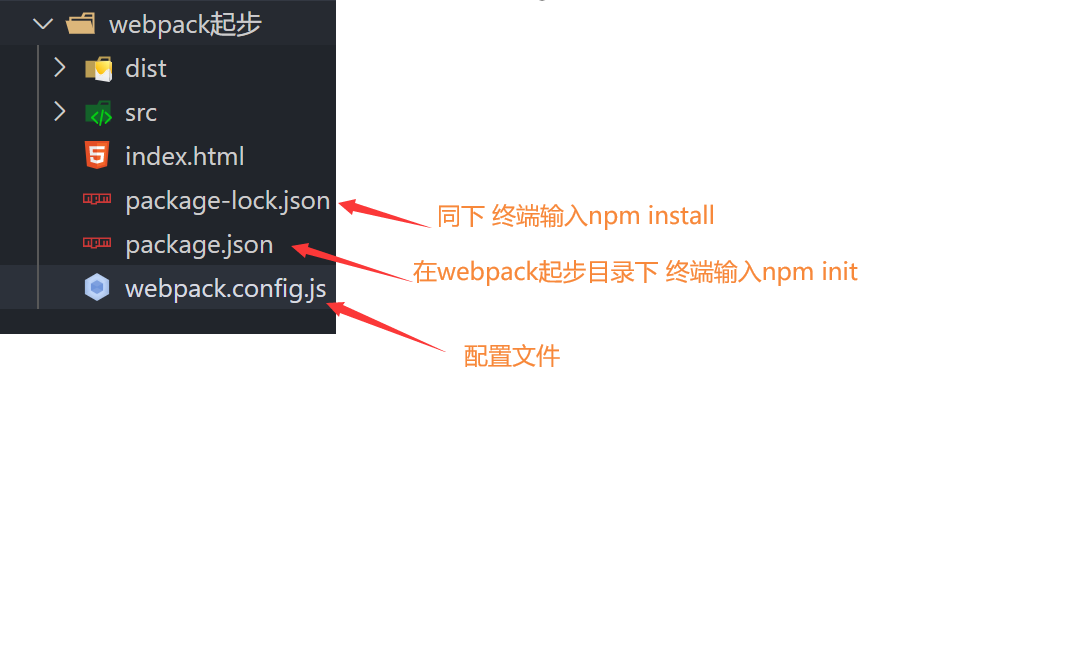 webpack起步
dist
src
index.html
package-lock.json
同下 终端输入npm install
package.json
在webpack起步目录下 终端输入npm init
webpack.config.js
配置文件